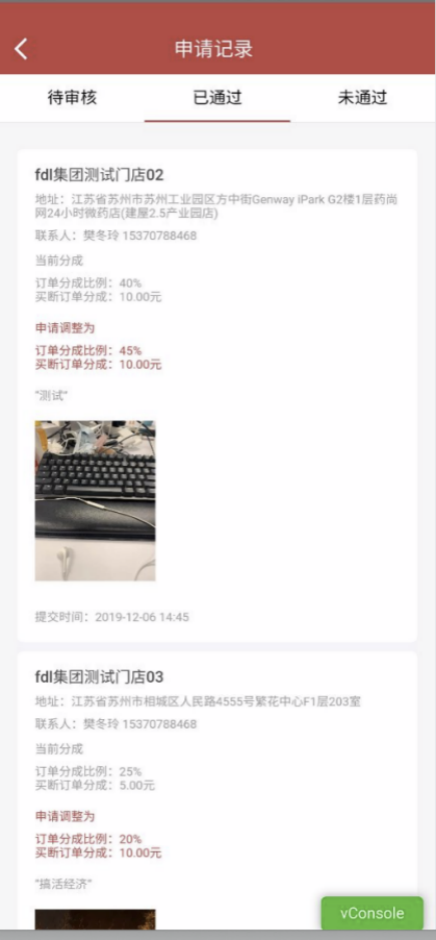 申请记录
待审核
已通过
未通过
fdl集团测试门店02
地址：江苏省苏州市苏州工业园区方中街Genway iPark G2楼1层药尚
网24小时微药店(建屋2.5产业园店)
联系人：樊冬玲 15370788468
当前分成
订单分成比例：40%
买断订单分成：10.00元
申请调整为
订单分成比例：45%
买断订单分成：10.00元
"测试"
提交时间：2019-12-06 14:45
fdl集团测试门店03
地址：江苏省苏州市相城区人民路4555号繁花中心F1层203室
联系人：樊冬玲 15370788468
当前分成
订单分成比例：25%
买断订单分成：5.00元
申请调整为
订单分成比例：20%
买断订单分成：10.00元
"搞活经济"
vConsole